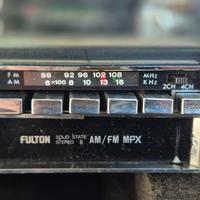 FM 88 92 96 102 108 MHz
AM 6x100 8 10 13 16 KHz
2CH 4CH
FULTON SOLID STATE STEREO 8 AM/FM MPX